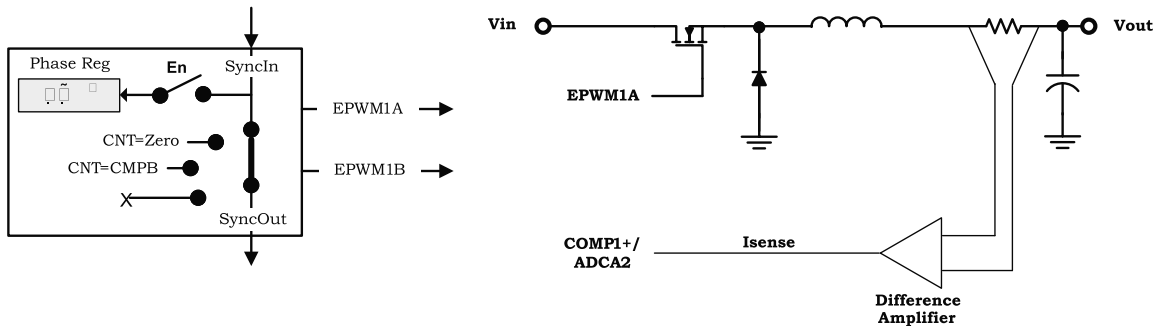 Phase Reg
En
SyncIn
EPWM1A
CNT=Zero
CNT=CMPB
EPWM1B
X
SyncOut
Vin
Vout
EPWM1A
COMP1+/
ADCA2
Isense
Difference
Amplifier